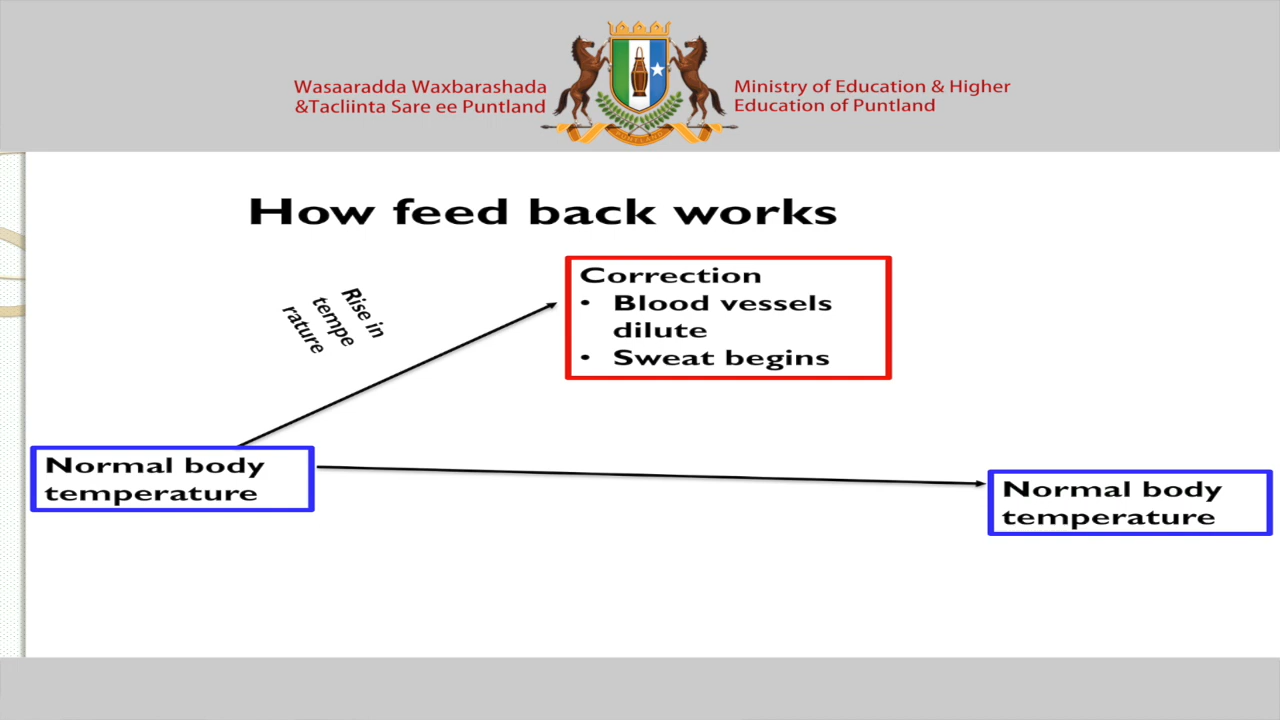 Wasaaradda Waxbarashada
&Tacliinta Sare ee Puntland
Ministry of Education & Higher
Education of Puntland
How feed back works
Rise in
tempe
rature
Correction
• Blood vessels
dilute
• Sweat begins
Normal body
temperature
Normal body
temperature